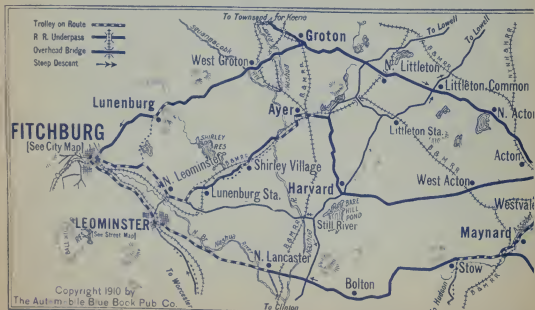 Trolley on Route
R R. Underpass
Overhead Bridge
Steep Descent
To Townsend for Keene
Groton
To Lowell
To Lowell
West Groton
B.& M.R.R.
N. Littleton
Littleton Common
Lunenburg
Ayer
N. Acton
FITCHBURG
[See City Map]
SHIRLEY
RES
Littleton Sta.
B.& M.R.R.
Acton
N. Leominster
Shirley Village
Lunenburg Sta.
Harvard
West Acton
BARE
HILL
POND
Westvale
LEOMINSTER
[See Street Map]
Still River
Maynard
B.& M.R.R.
N. Lancaster
Stow
To Worcester
Bolton
To Hudson
B.& M.R.R.
To Clinton
Copyright 1910 by
The Automobile Blue Book Pub Co.